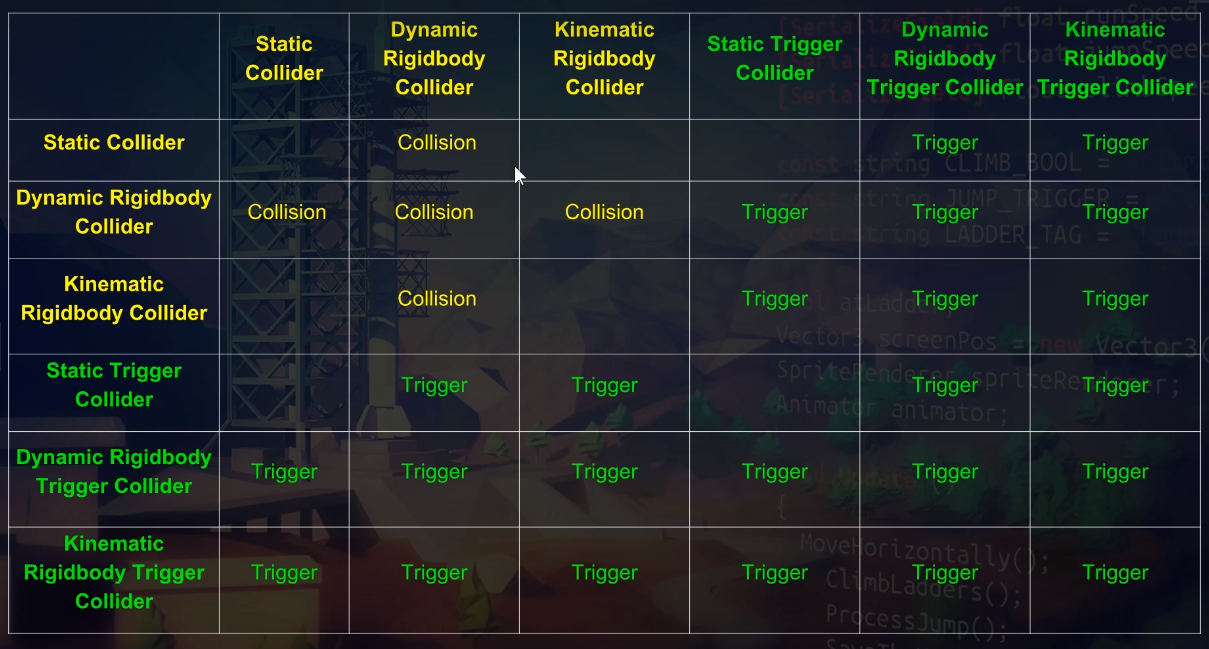 [Serialize float runSpeed
Static Collider
Dynamic Rigidbody Collider
Kinematic Rigidbody Collider
Static Trigger Collider
Dynamic Rigidbody Trigger Collider
Kinematic Rigidbody Trigger Collider
Static Collider Collision Trigger Trigger
const string CLIMB_BOOL =
Dynamic Rigidbody Collider Collision Collision Collision Trigger Trigger Trigger
const string JUMP_TRIGGER =
const string LADDER_TAG =
Kinematic Rigidbody Collider Collision Trigger Trigger Trigger
Vector3 screenPos = new Vector3(
Static Trigger Collider Trigger Trigger Trigger Trigger
SpriteRenderer spriteRenderer;
Animator animator;
Dynamic Rigidbody Trigger Collider Trigger Trigger Trigger Trigger Trigger Trigger
{
MoveHorizontally();
Kinematic Rigidbody Trigger Collider Trigger Trigger Trigger Trigger Trigger Trigger
ClimbLadders();
ProcessJump();